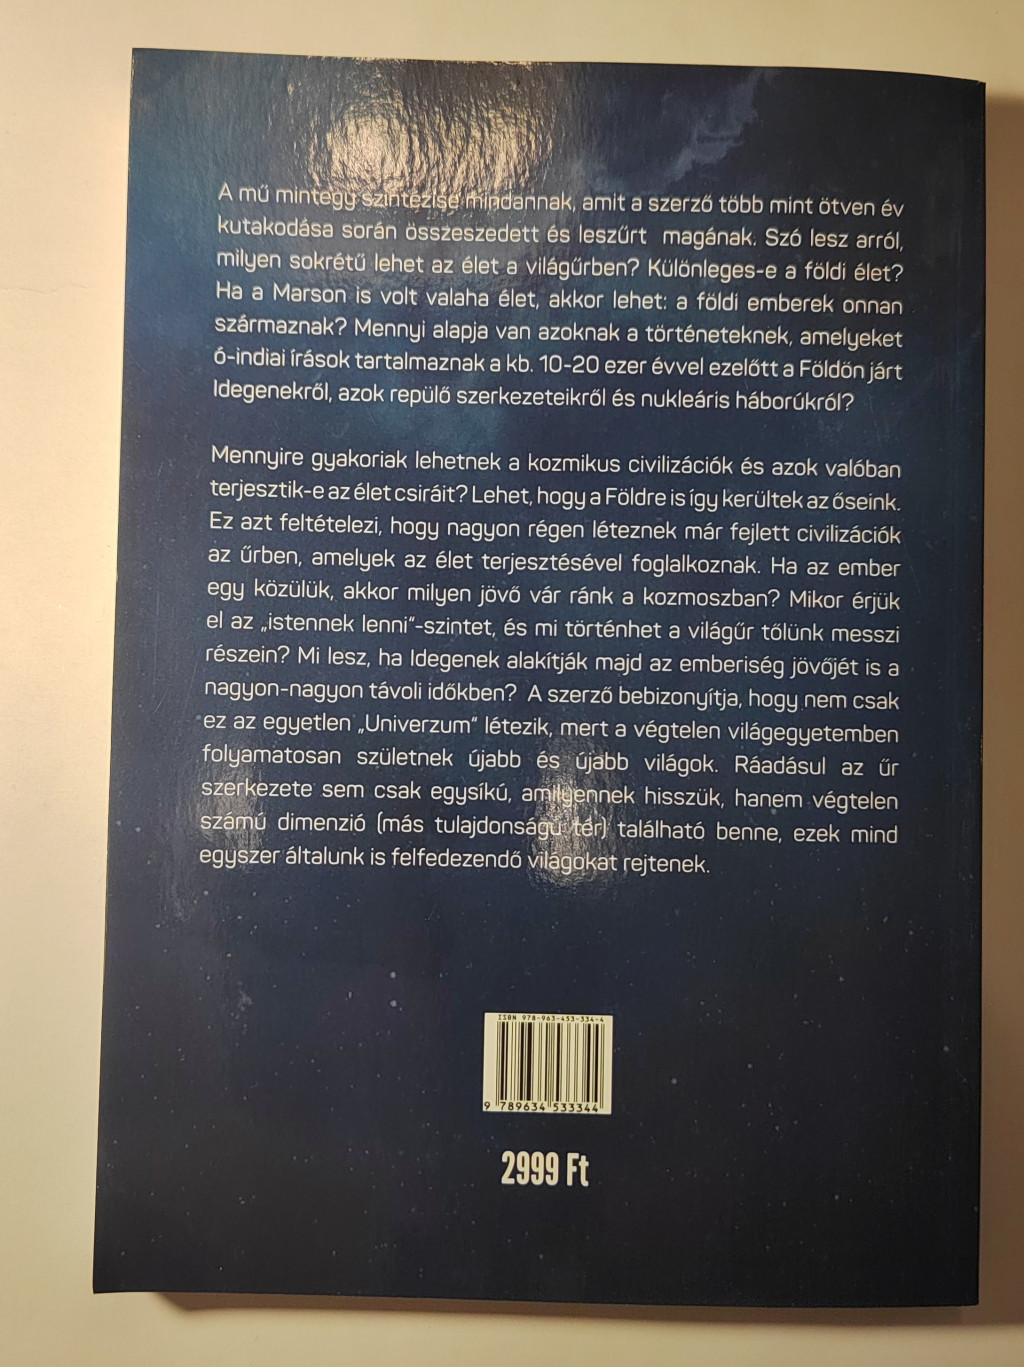 A mű mintegy szintézise mindannak, amit a szerző több mint ötven év
kutakodása során összeszedett és leszűrt magának. Szó lesz arról,
milyen sokrétű lehet az élet a világűrben? Különleges-e a földi élet?
Ha a Marson is volt valaha élet, akkor lehet: a földi emberek onnan
származnak? Mennyi alapja van azoknak a történeteknek, amelyeket
ó-indiai írások tartalmaznak a kb. 10-20 ezer évvel ezelőtt a Földön járt
Idegenekről, azok repülő szerkezeteikről és nukleáris háborúkról?
Mennyire gyakoriak lehetnek a kozmikus civilizációk és azok valóban
terjesztik-e az élet csiráit? Lehet, hogy a Földre is így kerültek az őseink.
Ez azt feltételezi, hogy nagyon régen léteznek már fejlett civilizációk
az űrben, amelyek az élet terjesztésével foglalkoznak. Ha az ember
egy közülük, akkor milyen jövő vár ránk a kozmoszban? Mikor érjük
el az „istennek lenni"-szintet, és mi történhet a világűr tőlünk messzi
részein? Mi lesz, ha Idegenek alakítják majd az emberiség jövőjét is a
nagyon-nagyon távoli időkben? A szerző bebizonyítja, hogy nem csak
ez az egyetlen „Univerzum" létezik, mert a végtelen világegyetemben
folyamatosan születnek újabb és újabb világok. Ráadásul az űr
szerkezete sem csak egysíkú, amilyennek hisszük, hanem végtelen
számú dimenzió (más tulajdonságú tér) található benne, ezek mind
egyszer általunk is felfedezendő világokat rejtenek.
ISBN 978-963-453-334-4
9 789634 533344
2999 Ft